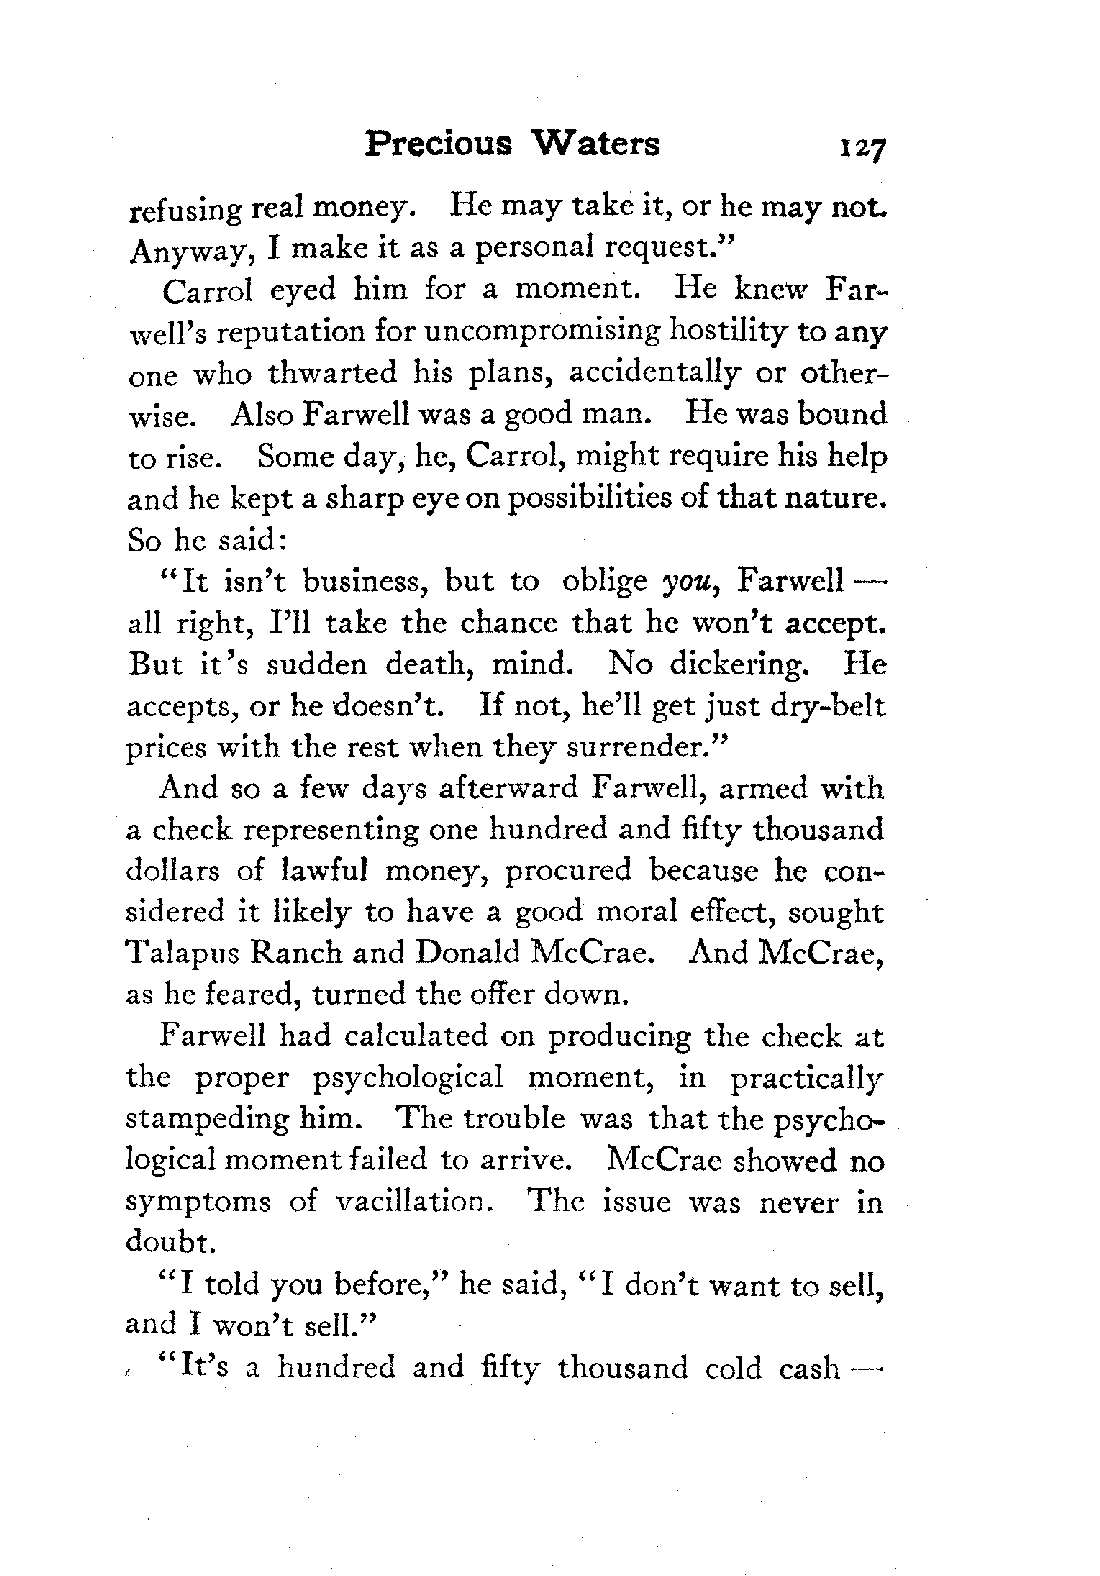 Precious Waters 127
refusing real money. He may take it, or he may not.
Anyway, I make it as a personal request."
Carrol eyed him for a moment. He knew Far-
well's reputation for uncompromising hostility to any
one who thwarted his plans, accidentally or other-
wise. Also Farwell was a good man. He was bound
to rise. Some day, he, Carrol, might require his help
and he kept a sharp eye on possibilities of that nature.
So he said:
"It isn't business, but to oblige you, Farwell —
all right, I'll take the chance that he won't accept.
But it's sudden death, mind. No dickering. He
accepts, or he doesn't. If not, he'll get just dry-belt
prices with the rest when they surrender."
And so a few days afterward Farwell, armed with
a check representing one hundred and fifty thousand
dollars of lawful money, procured because he con-
sidered it likely to have a good moral effect, sought
Talapus Ranch and Donald McCrae. And McCrae,
as he feared, turned the offer down.
Farwell had calculated on producing the check at
the proper psychological moment, in practically
stampeding him. The trouble was that the psycho-
logical moment failed to arrive. McCrae showed no
symptoms of vacillation. The issue was never in
doubt.
"I told you before," he said, "I don't want to sell,
and I won't sell."
"It's a hundred and fifty thousand cold cash —